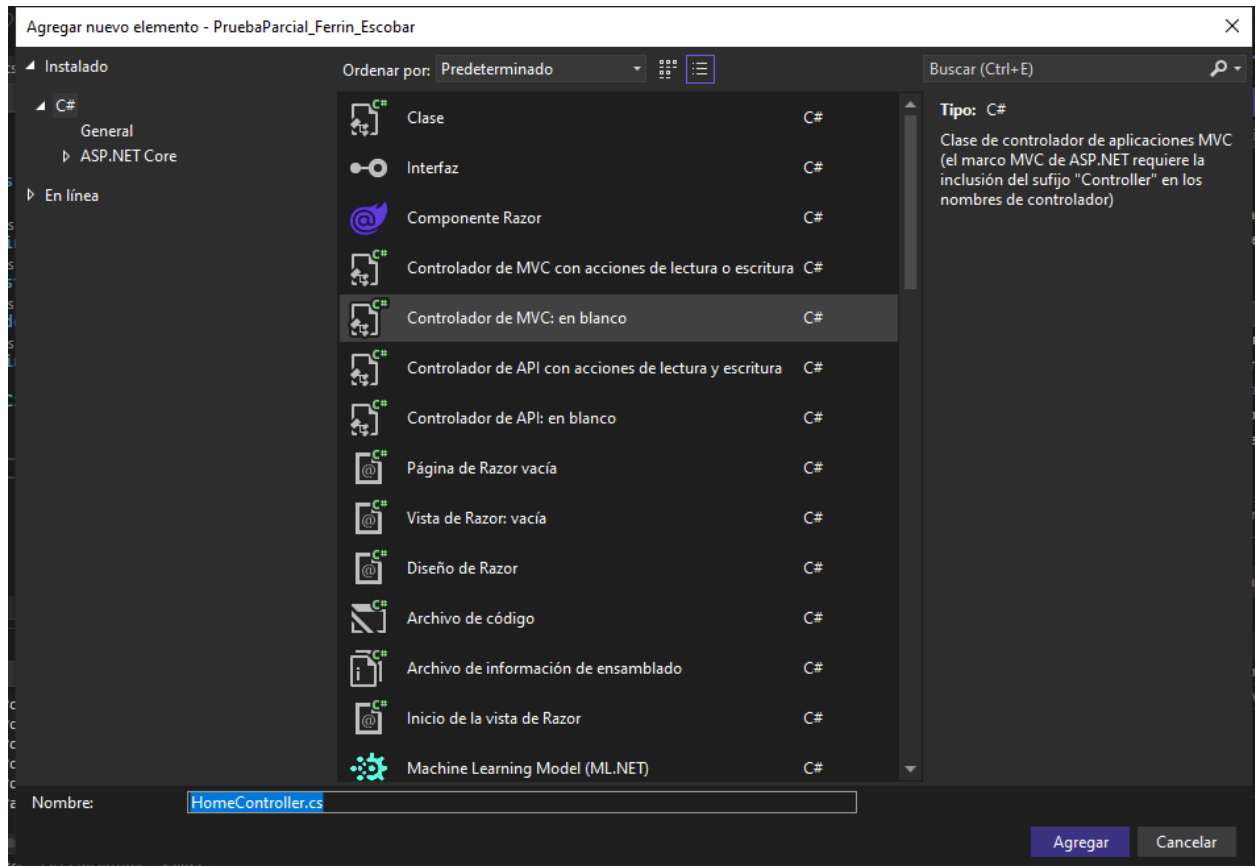 Agregar nuevo elemento - PruebaParcial_Ferrin_Escobar
Instalado
C#
General
ASP.NET Core
En línea
Ordenar por: Predeterminado
Buscar (Ctrl+E)
Clase C#
Interfaz C#
Componente Razor C#
Controlador de MVC con acciones de lectura o escritura C#
Controlador de MVC: en blanco C#
Controlador de API con acciones de lectura y escritura C#
Controlador de API: en blanco C#
Página de Razor vacía C#
Vista de Razor: vacía C#
Diseño de Razor C#
Archivo de código C#
Archivo de información de ensamblado C#
Inicio de la vista de Razor C#
Machine Learning Model (ML.NET) C#
Tipo: C#
Clase de controlador de aplicaciones MVC
(el marco MVC de ASP.NET requiere la
inclusión del sufijo "Controller" en los
nombres de controlador)
Nombre: HomeController.cs
Agregar Cancelar